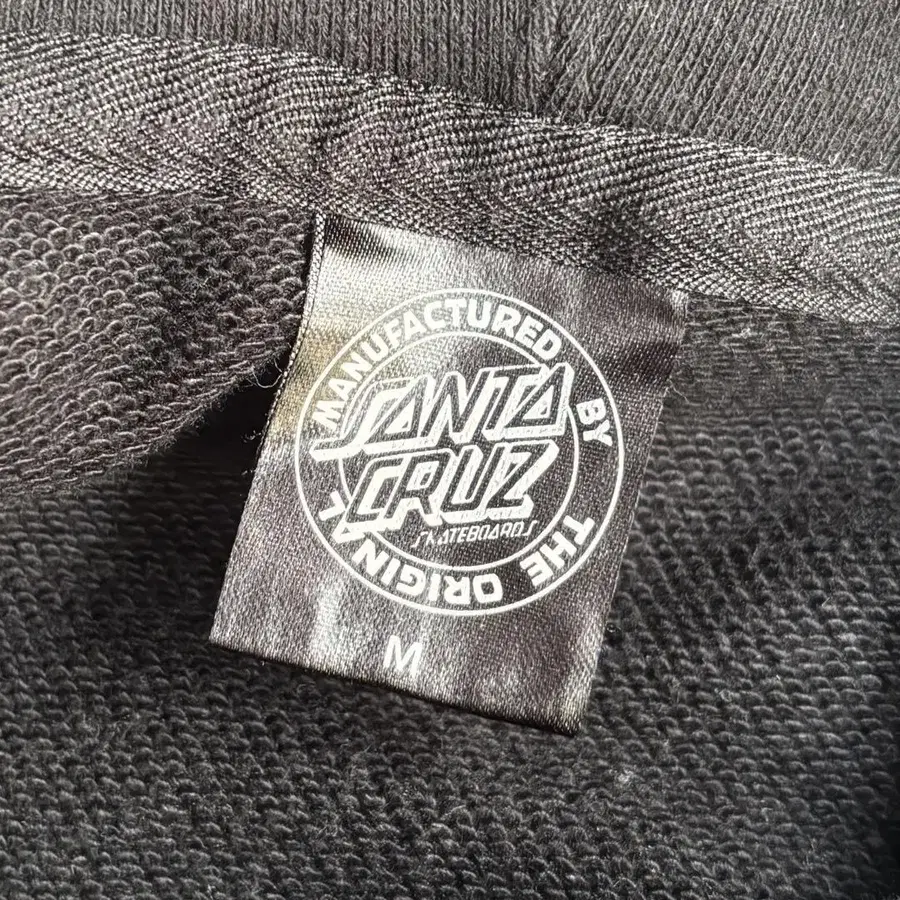 MANUFACTURED BY
SANTA
CRUZ
SKATEBOARDS
THE ORIGINAL
M